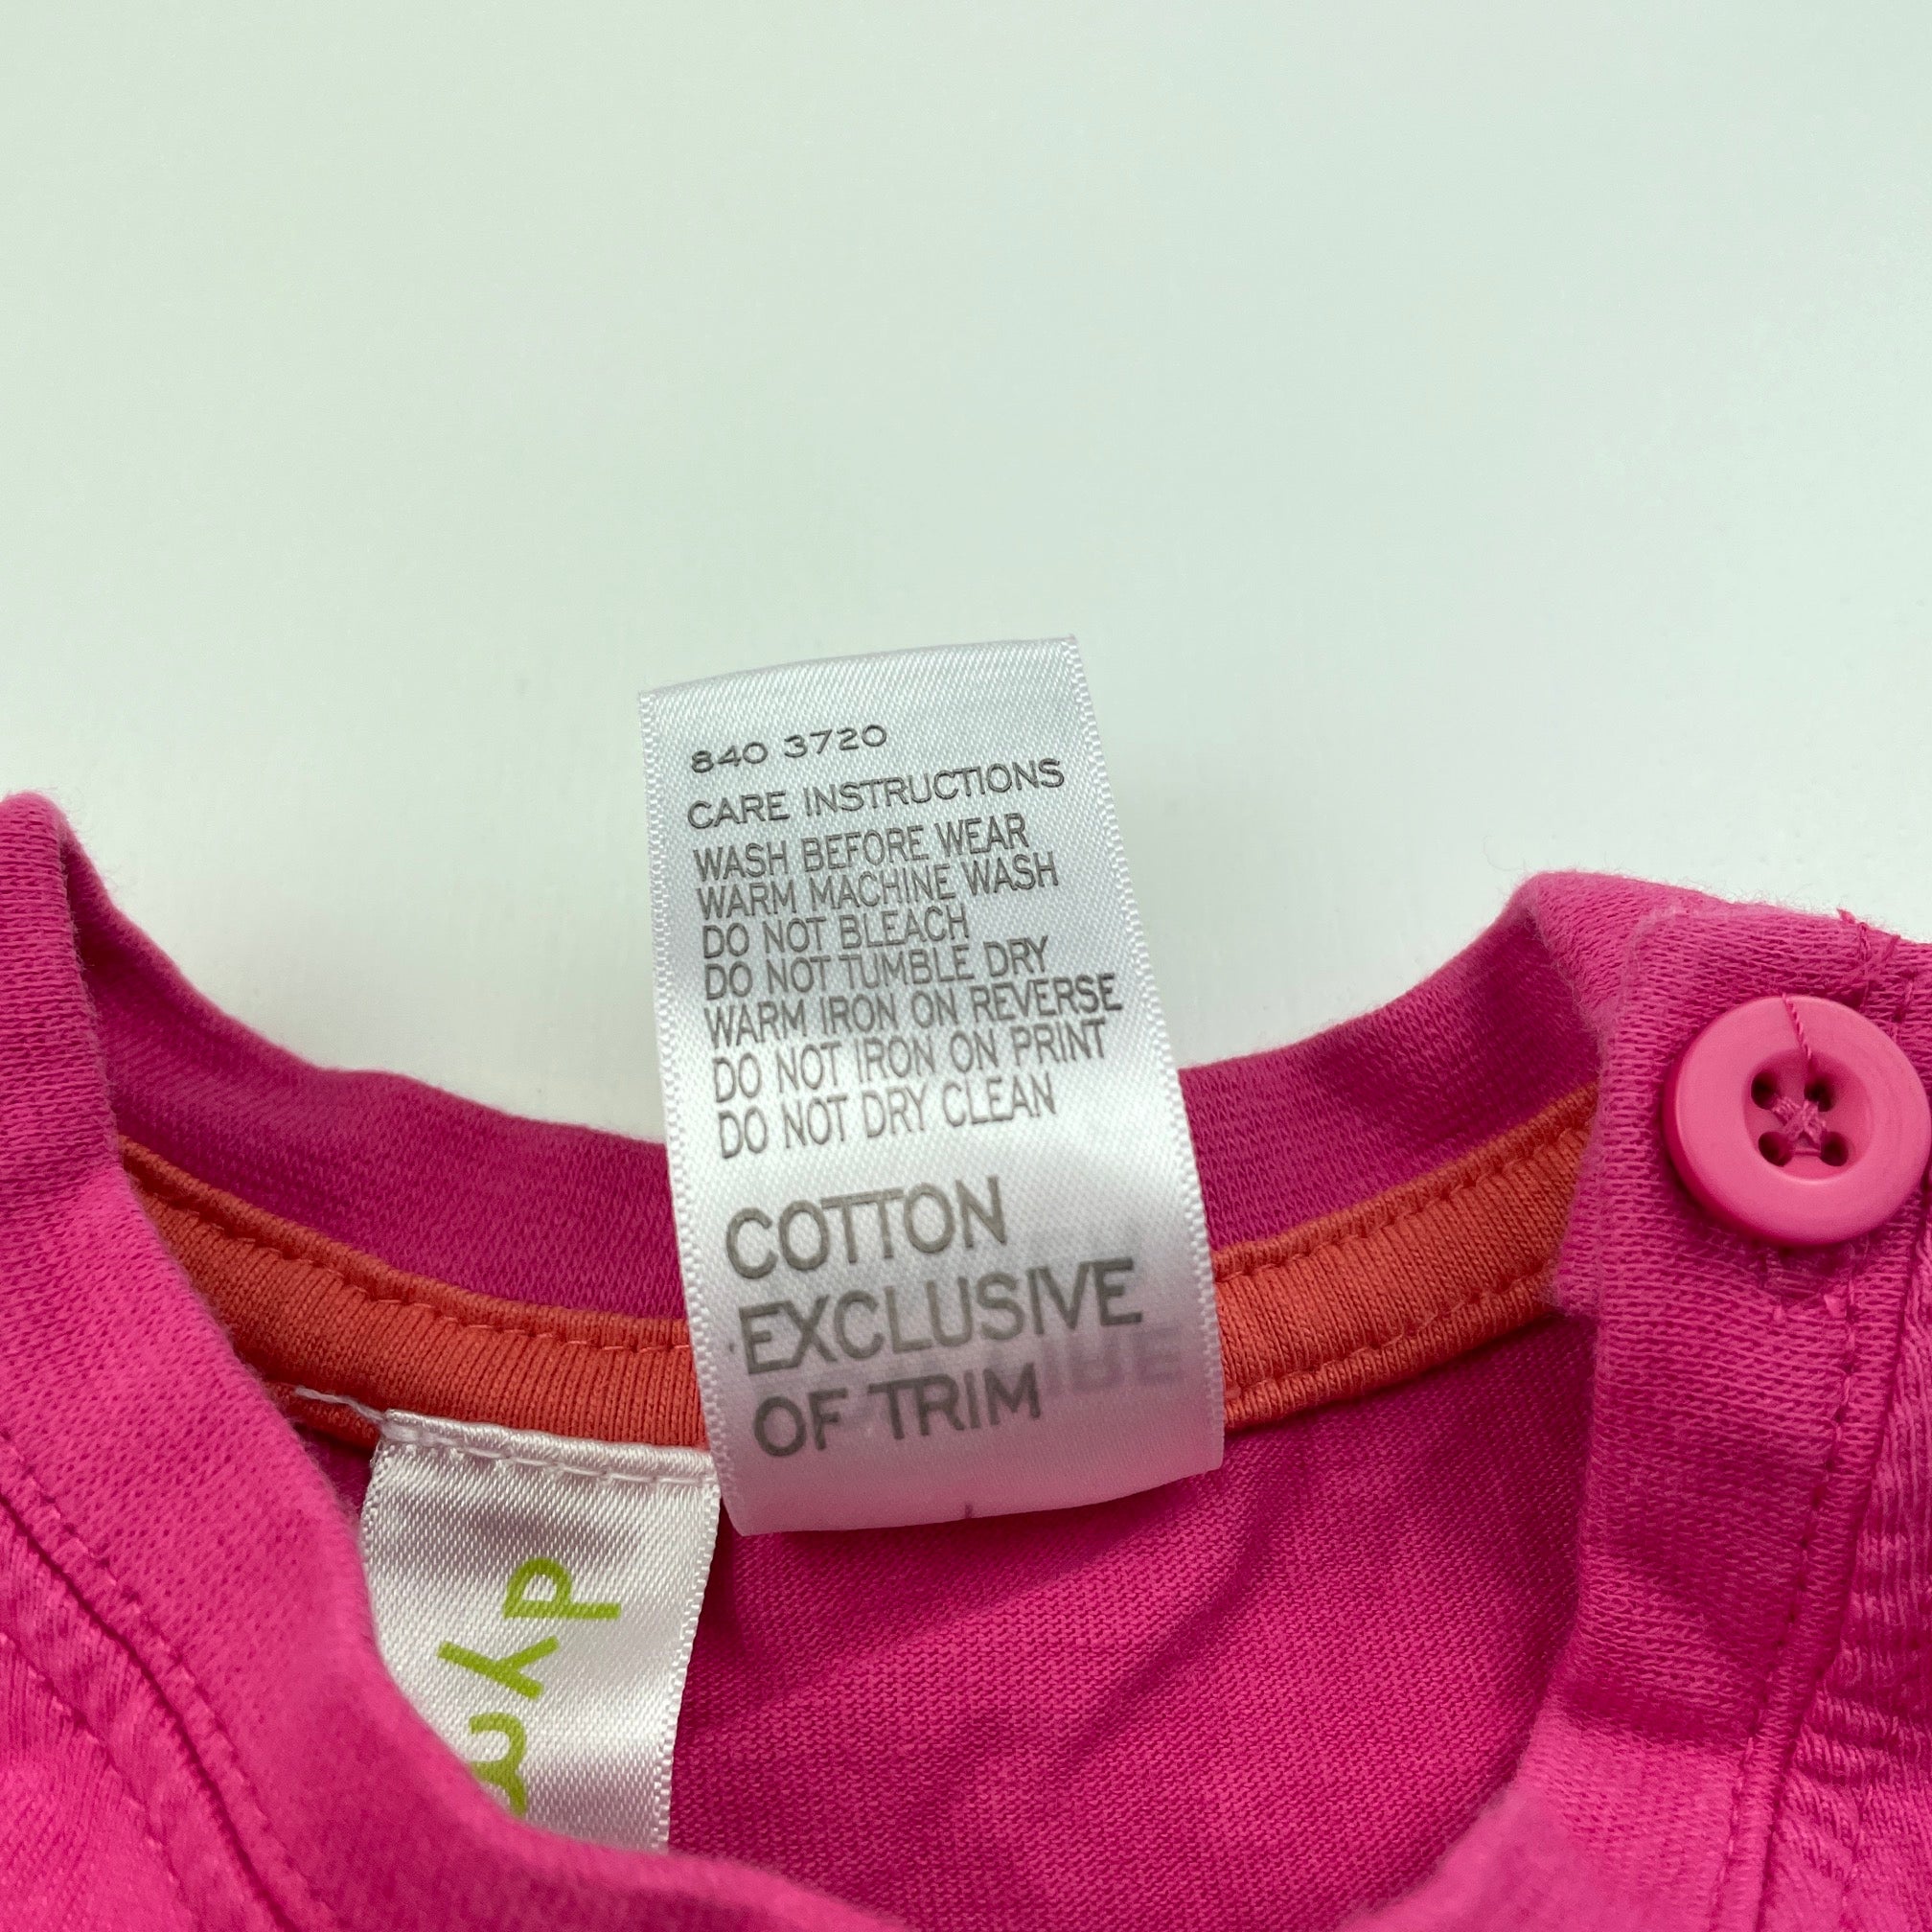 840 3720
CARE INSTRUCTIONS
WASH BEFORE WEAR
WARM MACHINE WASH
DO NOT BLEACH
DO NOT TUMBLE DRY
WARM IRON ON REVERSE
DO NOT IRON ON PRINT
DO NOT DRY CLEAN
COTTON
EXCLUSIVE
OF TRIM